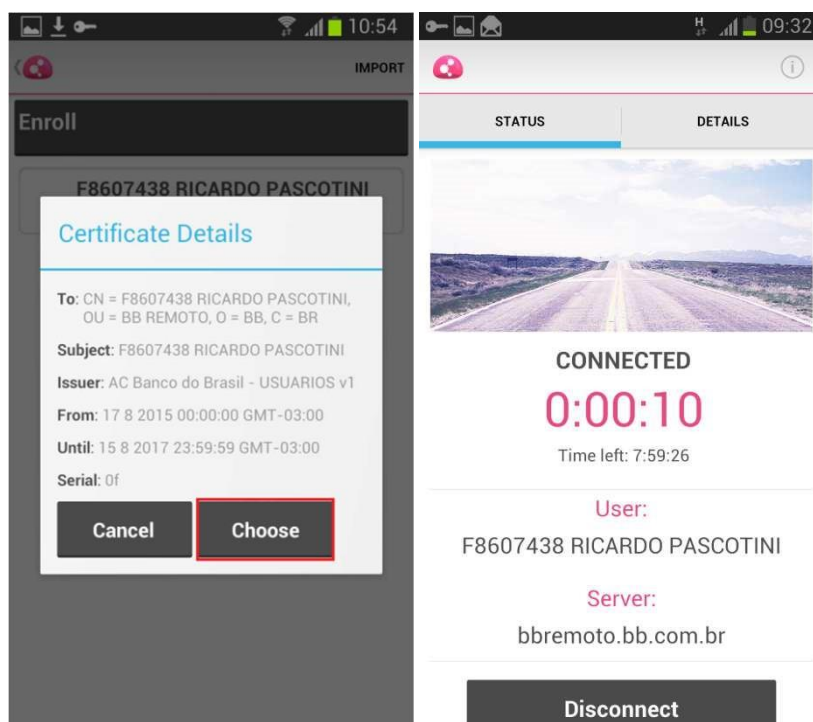 10:54
IMPORT
Enroll
F8607438 RICARDO PASCOTINI
Certificate Details
To: CN = F8607438 RICARDO PASCOTINI,
OU = BB REMOTO, O = BB, C = BR
Subject: F8607438 RICARDO PASCOTINI
Issuer: AC Banco do Brasil - USUARIOS v1
From: 17 8 2015 00:00:00 GMT-03:00
Until: 15 8 2017 23:59:59 GMT-03:00
Serial: 0f
Cancel Choose
H 09:32
STATUS DETAILS
CONNECTED
0:00:10
Time left: 7:59:26
User:
F8607438 RICARDO PASCOTINI
Server:
bbremoto.bb.com.br
Disconnect